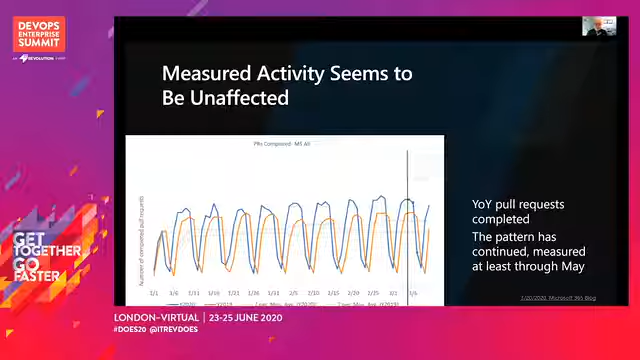 DEVOPS
ENTERPRISE
SUMMIT
AN IT REVOLUTION EVENT
Measured Activity Seems to
Be Unaffected
PRs Completed: MS All
Number of completed pull requests
1/1 1/6 1/11 1/16 1/21 1/26 1/31 2/5 2/10 2/15 2/20 2/25 3/1 3/6
YoY pull requests
completed
The pattern has
continued, measured
at least through May
Microsoft 365 Blog
GET
TOGETHER
GO
FASTER
LONDON–VIRTUAL | 23-25 JUNE 2020
#DOES20 @ITREVDOES